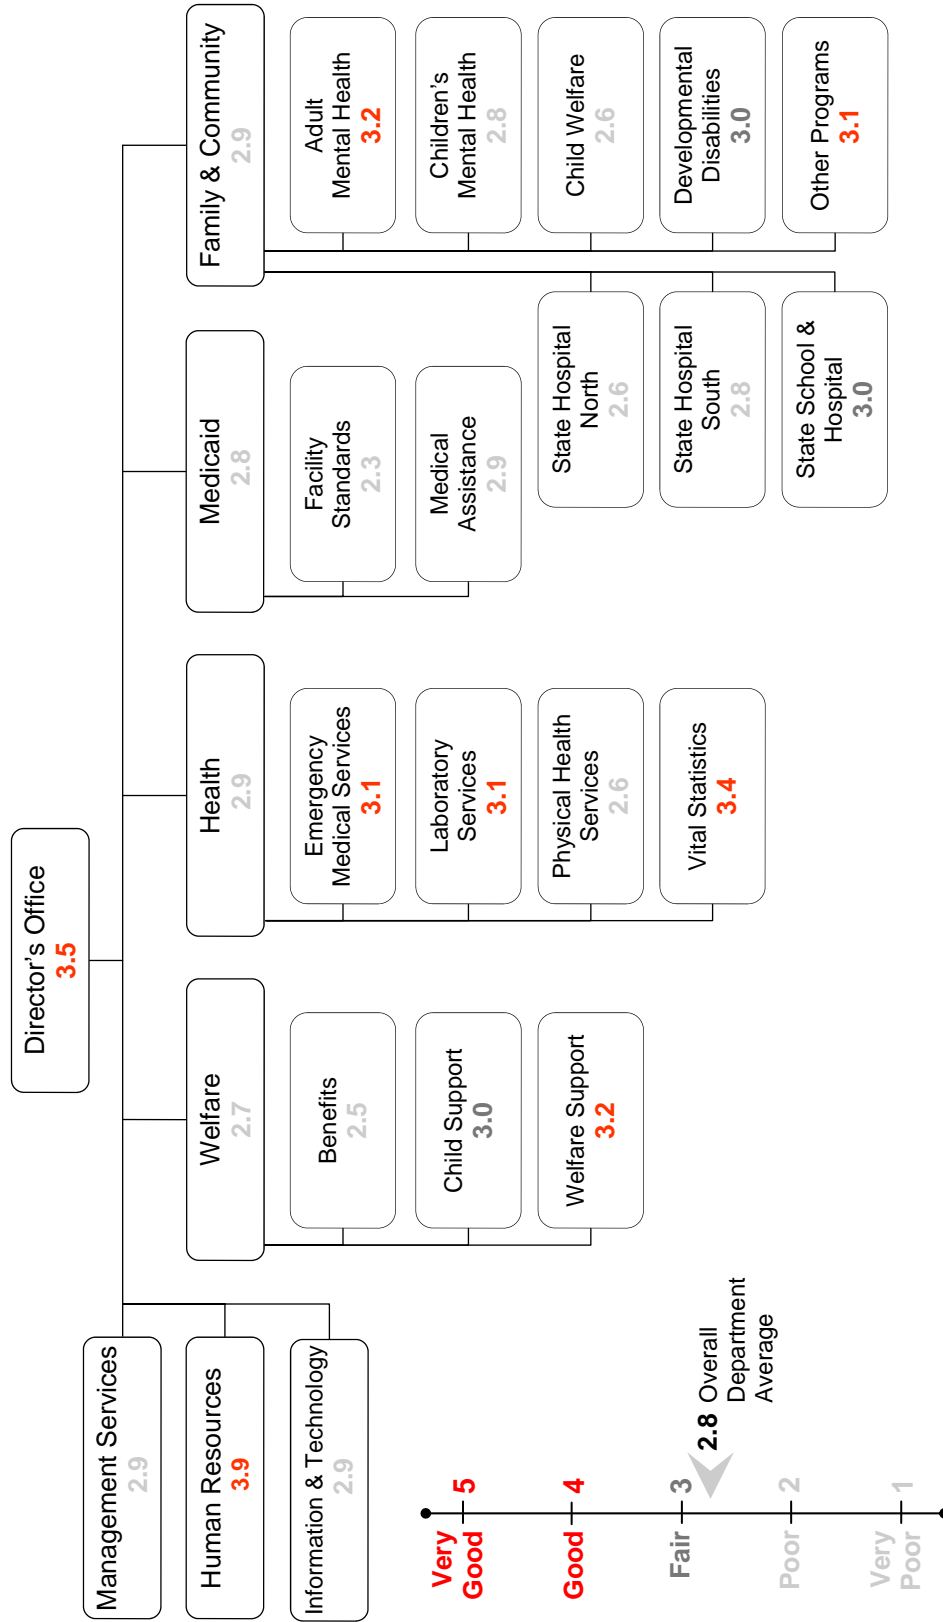 Director's Office
3.5
Management Services
2.9
Human Resources
3.9
Information & Technology
2.9
Welfare
2.7
Benefits
2.5
Child Support
3.0
Welfare Support
3.2
Health
2.9
Emergency
Medical Services
3.1
Laboratory
Services
3.1
Physical Health
Services
2.6
Vital Statistics
3.4
Medicaid
2.8
Facility
Standards
2.3
Medical
Assistance
2.9
Family & Community
2.9
State Hospital
North
2.6
State Hospital
South
2.8
State School &
Hospital
3.0
Adult
Mental Health
3.2
Children's
Mental Health
2.8
Child Welfare
2.6
Developmental
Disabilities
3.0
Other Programs
3.1
Very
Good
5
Good
4
Fair
3
Poor
2
Very
Poor
1
2.8 Overall
Department
Average